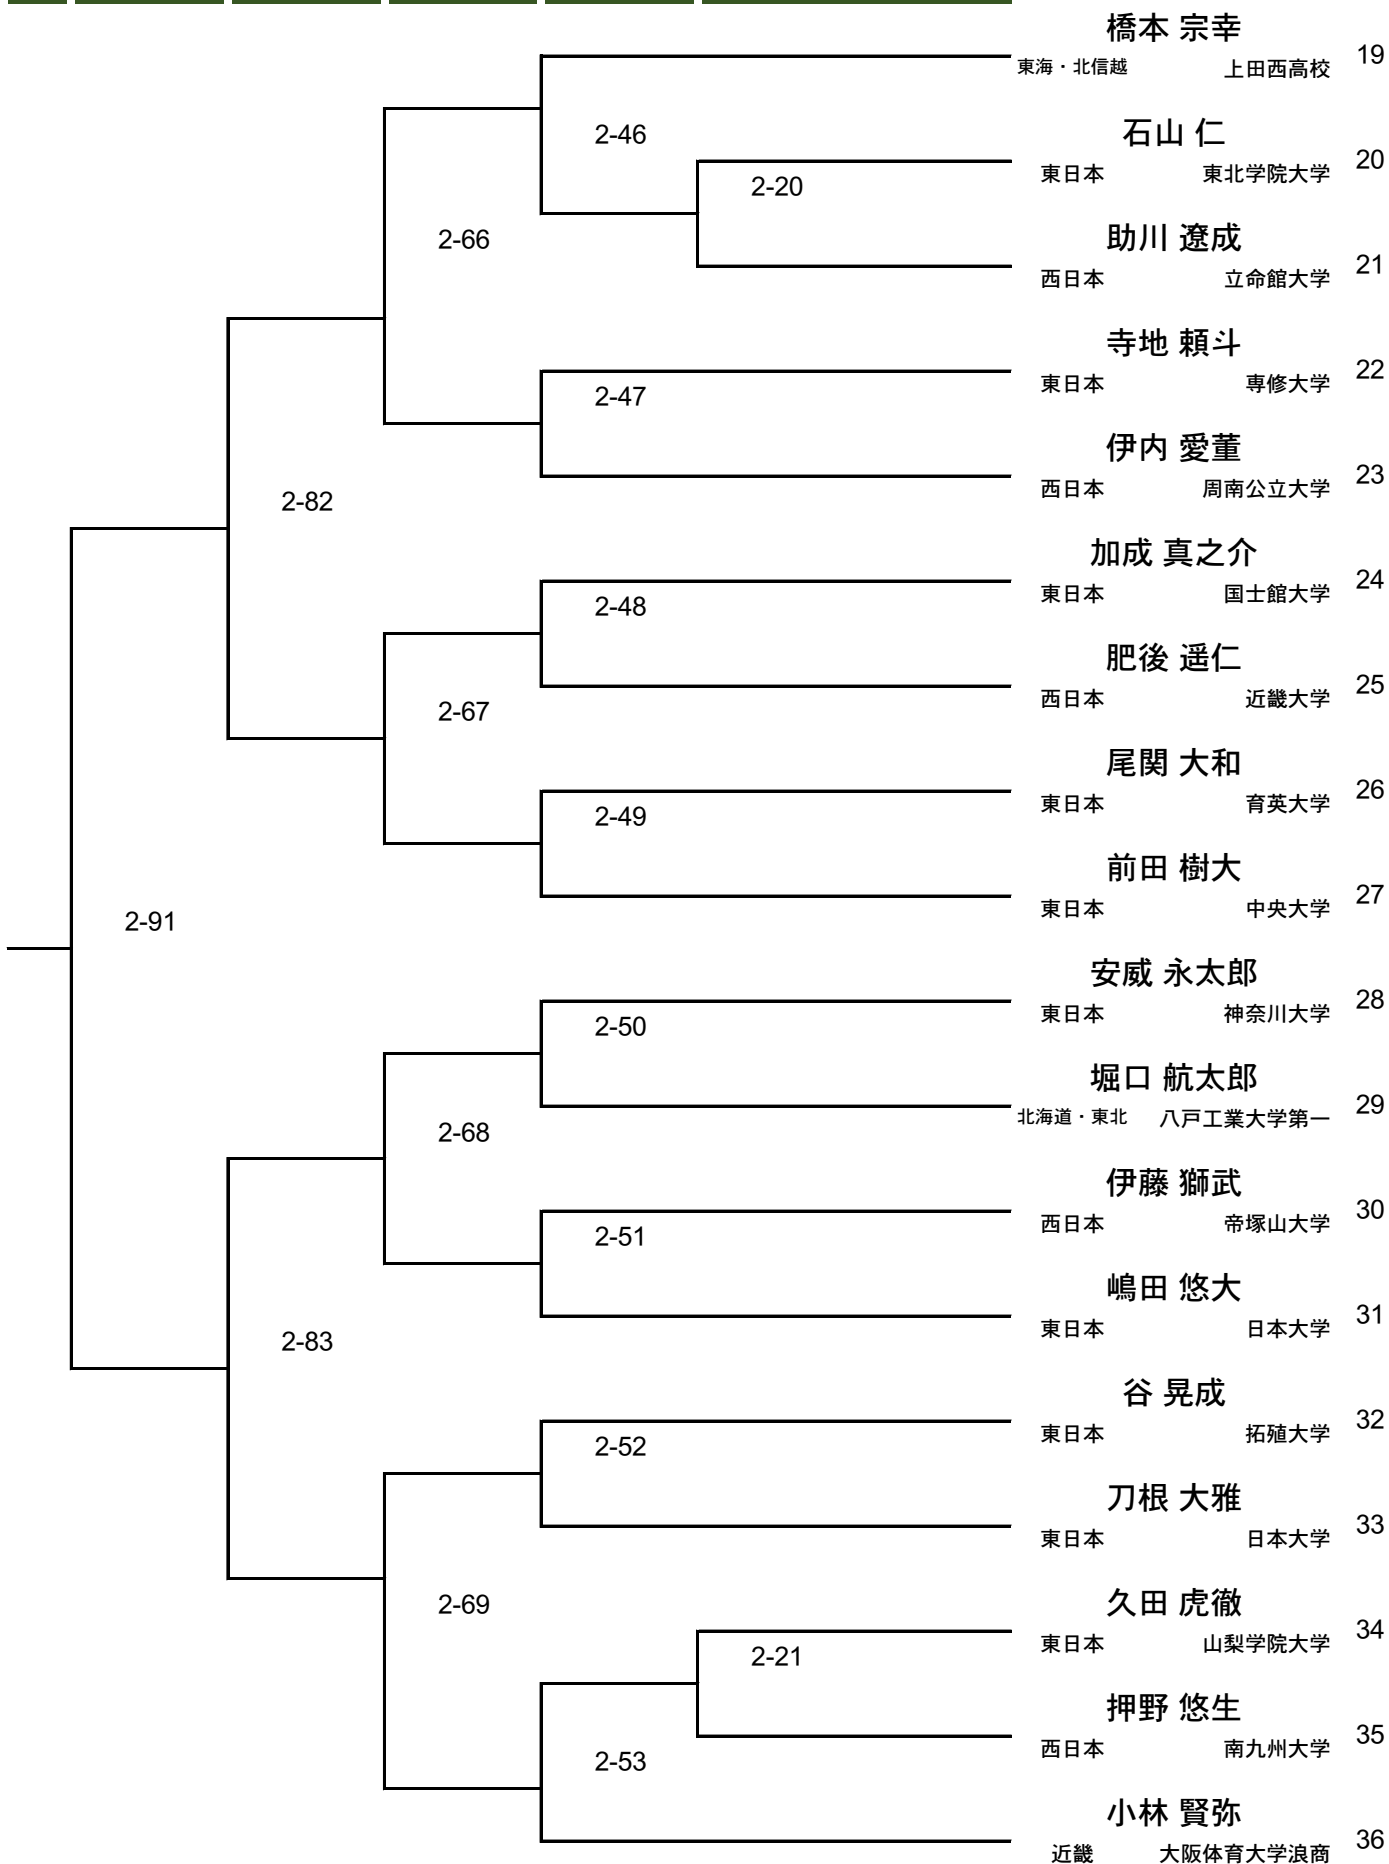 橋本 宗幸
19
東海・北信越 上田西高校
2-46
石山 仁
20
東日本 東北学院大学
2-20
2-66
助川 遼成
21
西日本 立命館大学
寺地 頼斗
22
東日本 専修大学
2-47
伊内 愛董
23
西日本 周南公立大学
2-82
加成 真之介
24
東日本 国士館大学
2-48
肥後 遥仁
25
西日本 近畿大学
2-67
尾関 大和
26
東日本 育英大学
2-49
前田 樹大
27
東日本 中央大学
2-91
安威 永太郎
28
東日本 神奈川大学
2-50
堀口 航太郎
29
北海道・東北 八戸工業大学第一
2-68
伊藤 獅武
30
西日本 帝塚山大学
2-51
嶋田 悠大
31
東日本 日本大学
2-83
谷 晃成
32
東日本 拓殖大学
2-52
刀根 大雅
33
東日本 日本大学
2-69
久田 虎徹
34
東日本 山梨学院大学
2-21
押野 悠生
35
西日本 南九州大学
2-53
小林 賢弥
36
近畿 大阪体育大学浪商